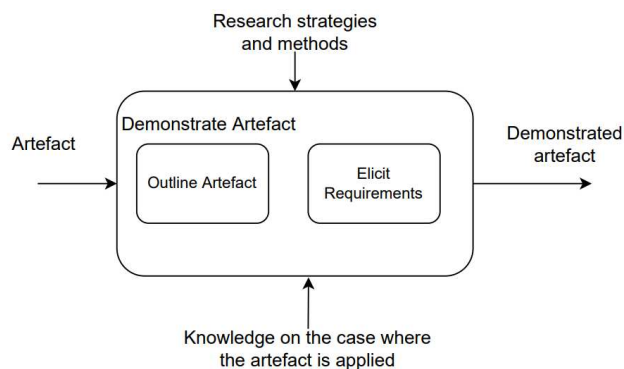 Research strategies
and methods
Demonstrate Artefact
Artefact
Outline Artefact
Elicit
Requirements
Demonstrated
artefact
Knowledge on the case where
the artefact is applied